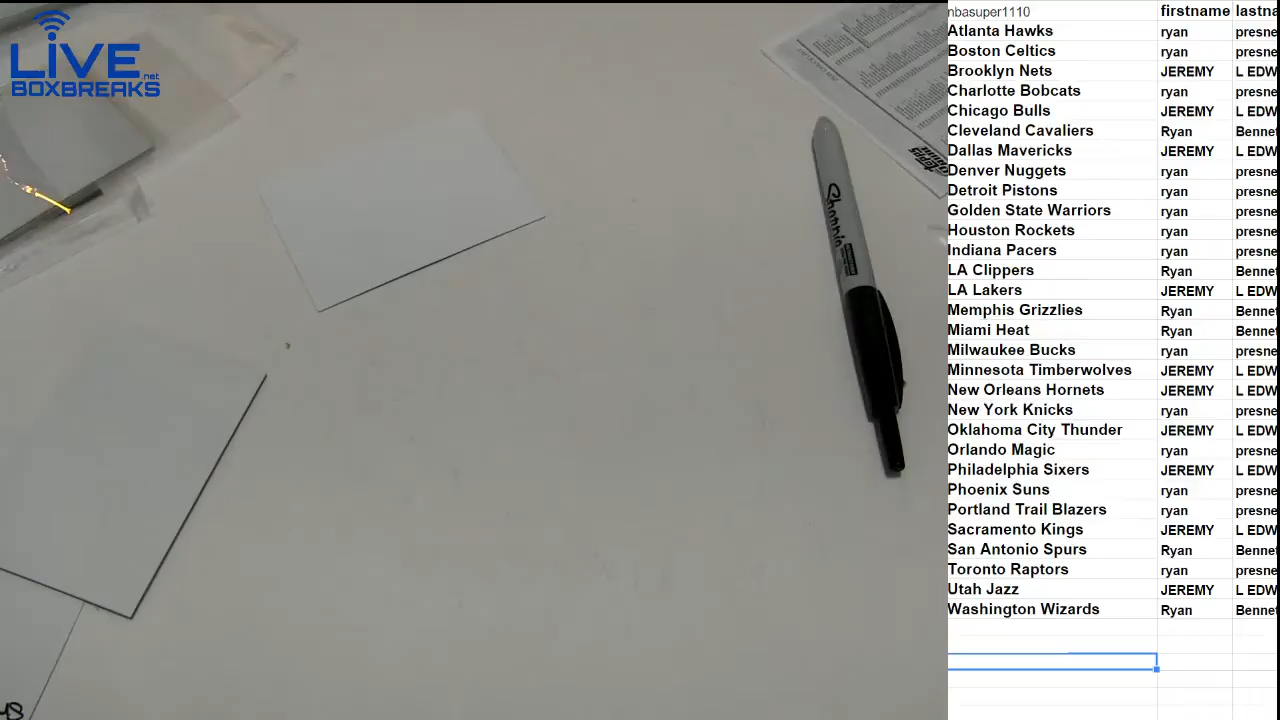 LIVE
.net
BOXBREAKS
Sharpie
nbasuper1110 firstname lastna
Atlanta Hawks ryan presne
Boston Celtics ryan presne
Brooklyn Nets JEREMY L EDW
Charlotte Bobcats ryan presne
Chicago Bulls JEREMY L EDW
Cleveland Cavaliers Ryan Bennet
Dallas Mavericks JEREMY L EDW
Denver Nuggets ryan presne
Detroit Pistons ryan presne
Golden State Warriors ryan presne
Houston Rockets ryan presne
Indiana Pacers ryan presne
LA Clippers Ryan Bennet
LA Lakers JEREMY L EDW
Memphis Grizzlies Ryan Bennet
Miami Heat Ryan Bennet
Milwaukee Bucks ryan presne
Minnesota Timberwolves JEREMY L EDW
New Orleans Hornets JEREMY L EDW
New York Knicks ryan presne
Oklahoma City Thunder JEREMY L EDW
Orlando Magic ryan presne
Philadelphia Sixers JEREMY L EDW
Phoenix Suns ryan presne
Portland Trail Blazers ryan presne
Sacramento Kings JEREMY L EDW
San Antonio Spurs Ryan Bennet
Toronto Raptors ryan presne
Utah Jazz JEREMY L EDW
Washington Wizards Ryan Bennet